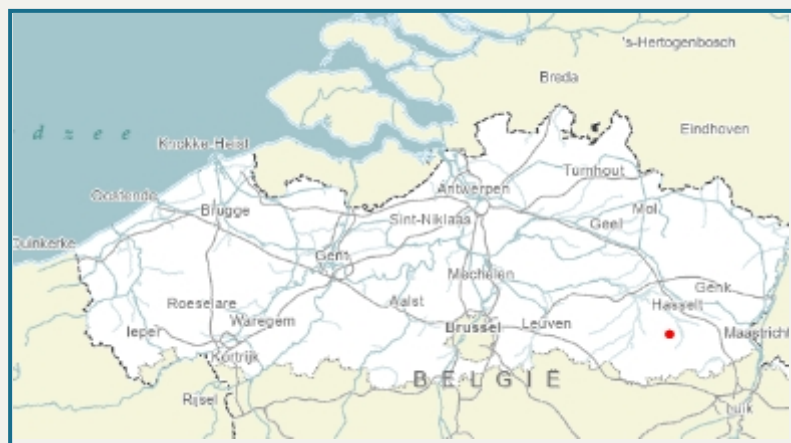 's-Hertogenbosch
Breda
d z e e
Eindhoven
Knokke-Heist
Turnhout
Antwerpen
Oostende
Mol
Brugge
Sint-Niklaas
Geel
Duinkerke
Gent
Mechelen
Genk
Roeselare
Aalst
Hasselt
Waregem
Ieper
Brussel
Leuven
Maastricht
Kortrijk
BELGIË
Rijsel
Luik